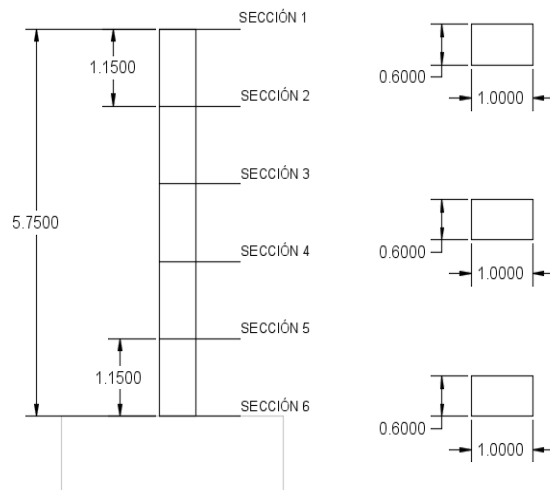 SECCIÓN 1
1.1500
0.6000
1.0000
SECCIÓN 2
SECCIÓN 3
5.7500
0.6000
1.0000
SECCIÓN 4
SECCIÓN 5
1.1500
SECCIÓN 6
0.6000
1.0000